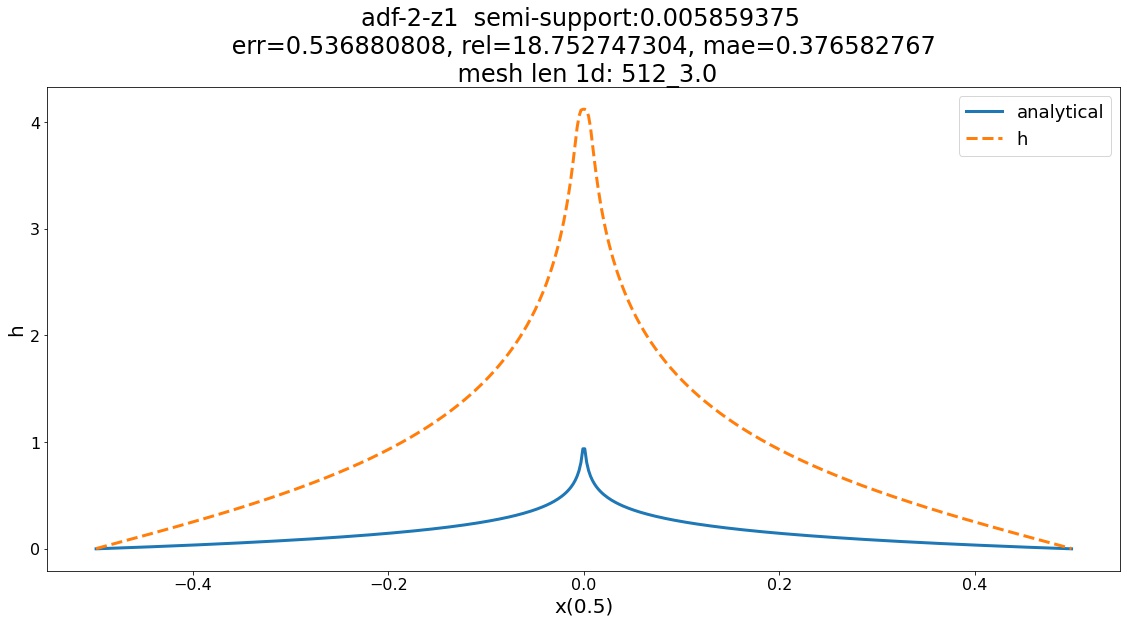 adf-2-z1  semi-support:0.005859375
err=0.536880808, rel=18.752747304, mae=0.376582767
mesh len 1d: 512_3.0
analytical
h
h
4
3
2
1
0
−0.4
−0.2
0.0
0.2
0.4
x(0.5)